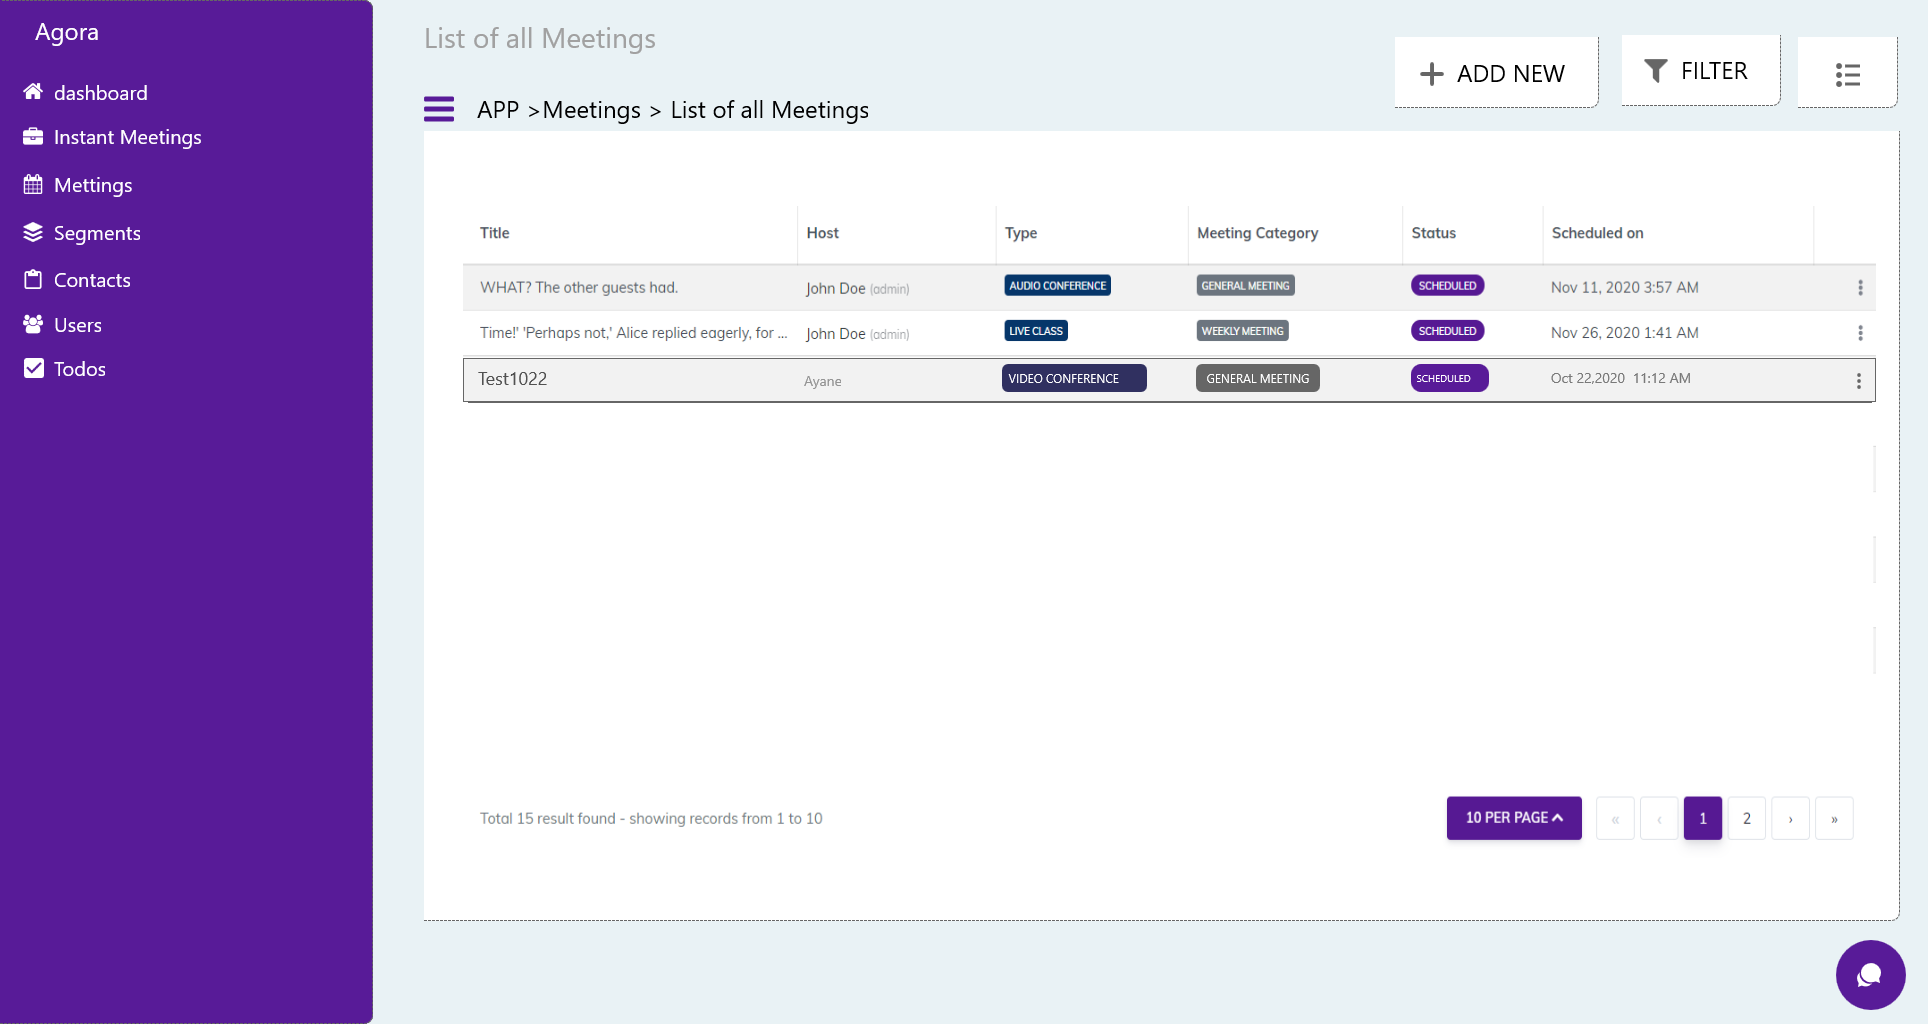 Agora
dashboard
Instant Meetings
Mettings
Segments
Contacts
Users
Todos
List of all Meetings
ADD NEW
FILTER
APP >Meetings > List of all Meetings
Title Host Type Meeting Category Status Scheduled on
WHAT? The other guests had. John Doe (admin) AUDIO CONFERENCE GENERAL MEETING SCHEDULED Nov 11, 2020 3:57 AM
Time!' 'Perhaps not,' Alice replied eagerly, for ... John Doe (admin) LIVE CLASS WEEKLY MEETING SCHEDULED Nov 26, 2020 1:41 AM
Test1022 Ayane VIDEO CONFERENCE GENERAL MEETING SCHEDULED Oct 22,2020 11:12 AM
Total 15 result found - showing records from 1 to 10 10 PER PAGE « ‹ 1 2 › »